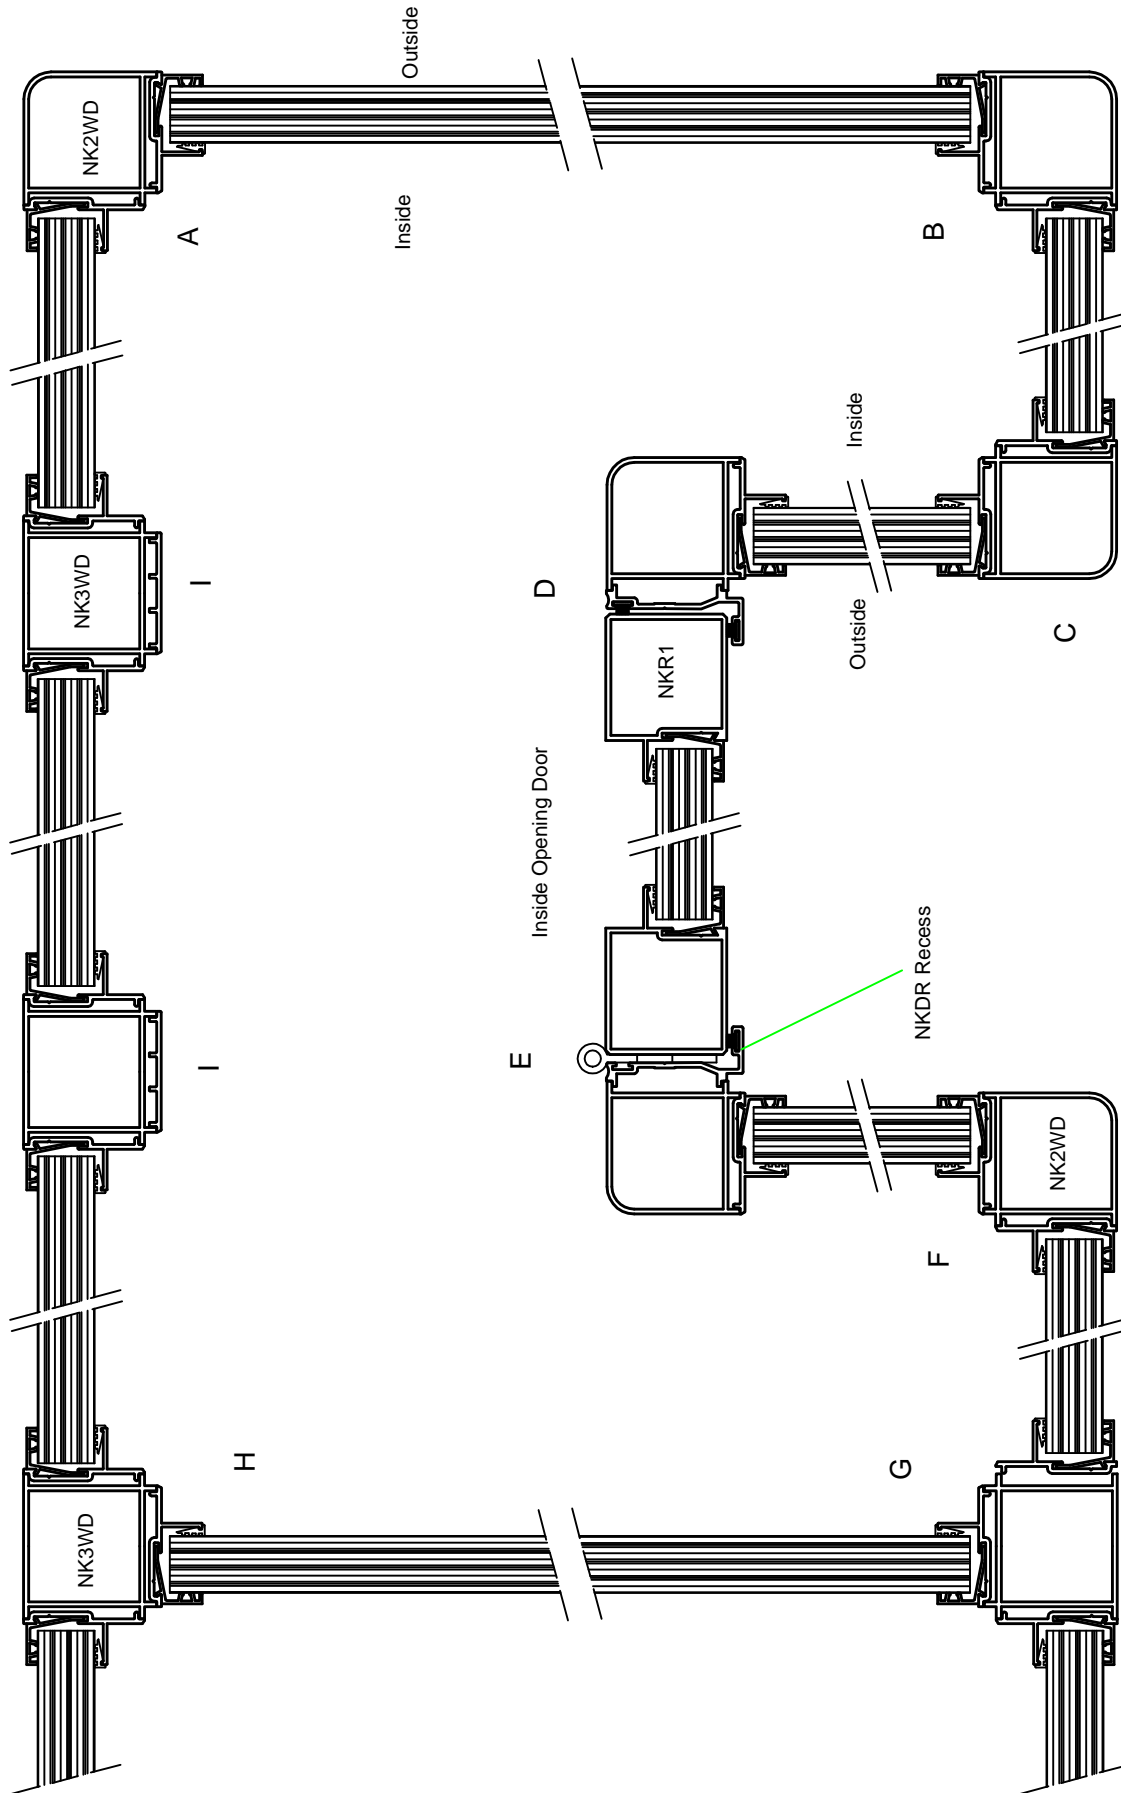 NK2WD
Outside
A
Inside
B
NK3WD
I
D
Inside
Outside
C
NKR1
Inside Opening Door
I
E
NKDR Recess
NK2WD
F
H
G
NK3WD